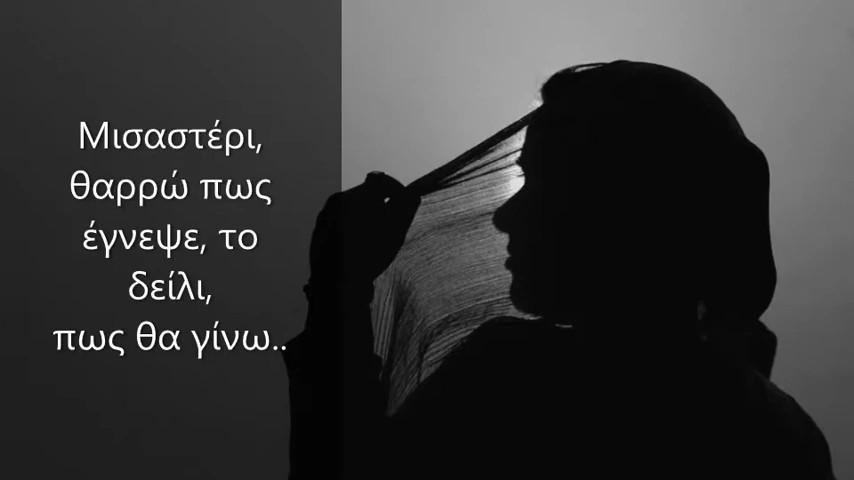 Μισαστέρι,
θαρρώ πως
έγνεψε, το
δείλι,
πως θα γίνω..